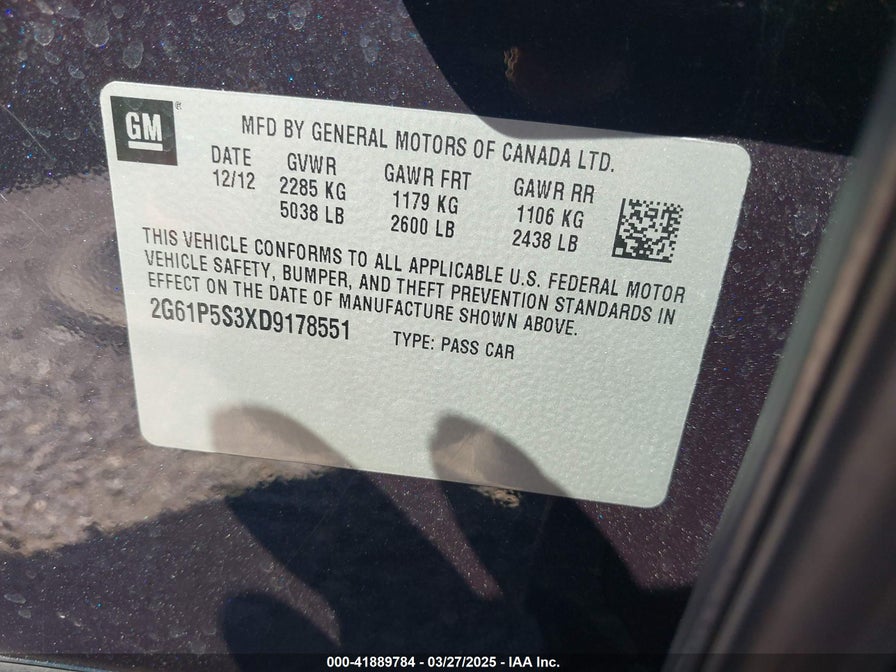 GM
®
MFD BY GENERAL MOTORS OF CANADA LTD.
DATE GVWR GAWR FRT GAWR RR
12/12 2285 KG 1179 KG 1106 KG
5038 LB 2600 LB 2438 LB
THIS VEHICLE CONFORMS TO ALL APPLICABLE U.S. FEDERAL MOTOR
VEHICLE SAFETY, BUMPER, AND THEFT PREVENTION STANDARDS IN
EFFECT ON THE DATE OF MANUFACTURE SHOWN ABOVE.
2G61P5S3XD9178551 TYPE: PASS CAR
000-41889784 - 03/27/2025 - IAA Inc.